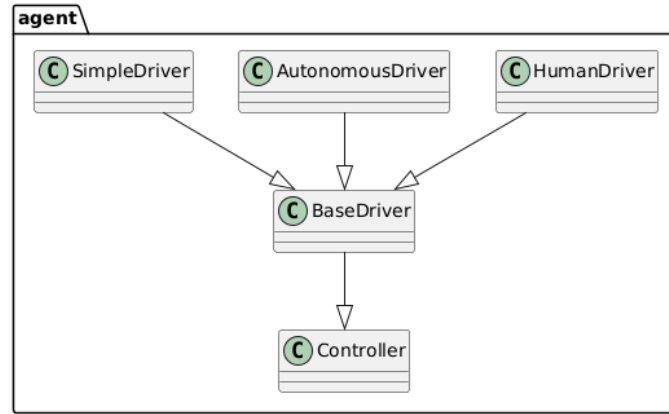 agent
C SimpleDriver
C AutonomousDriver
C HumanDriver
C BaseDriver
C Controller